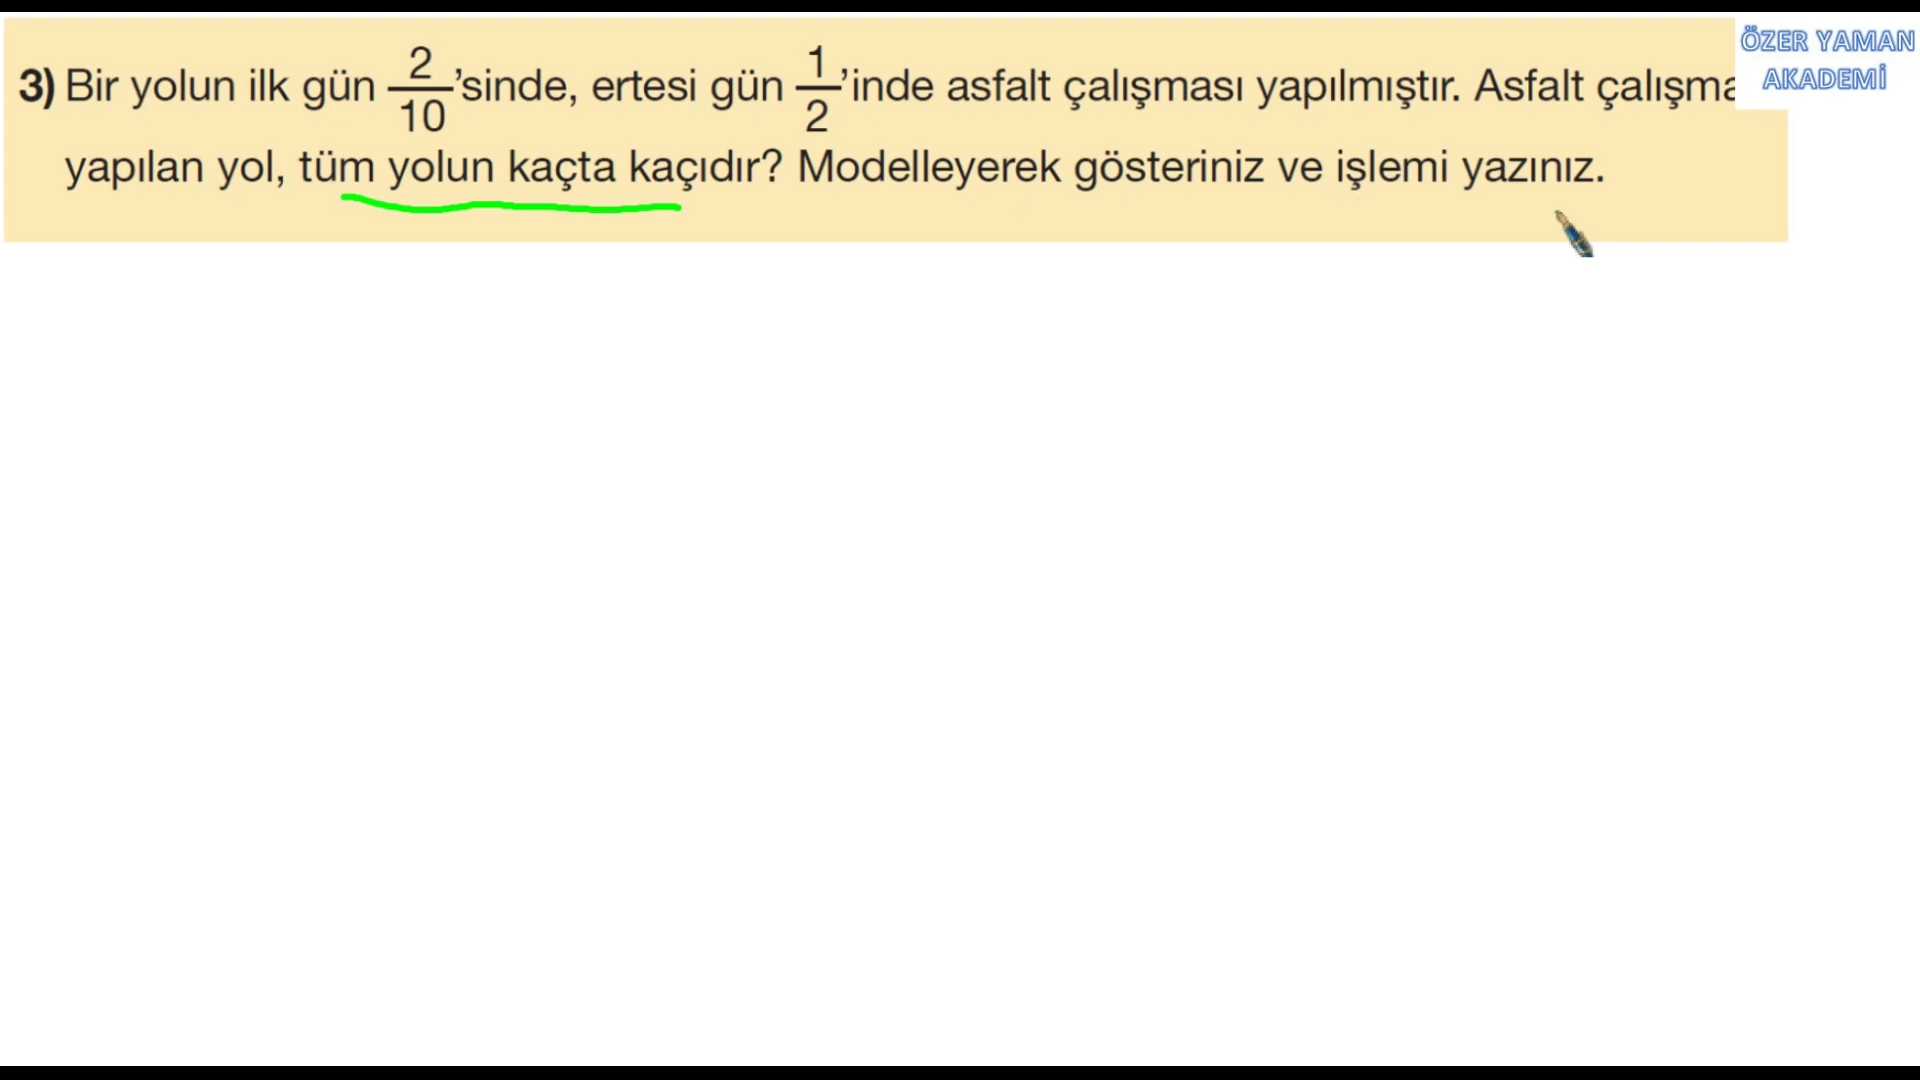 3) Bir yolun ilk gün 2/10'sinde, ertesi gün 1/2'inde asfalt çalışması yapılmıştır. Asfalt çalışma
yapılan yol, tüm yolun kaçta kaçıdır? Modelleyerek gösteriniz ve işlemi yazınız.
ÖZER YAMAN
AKADEMİ